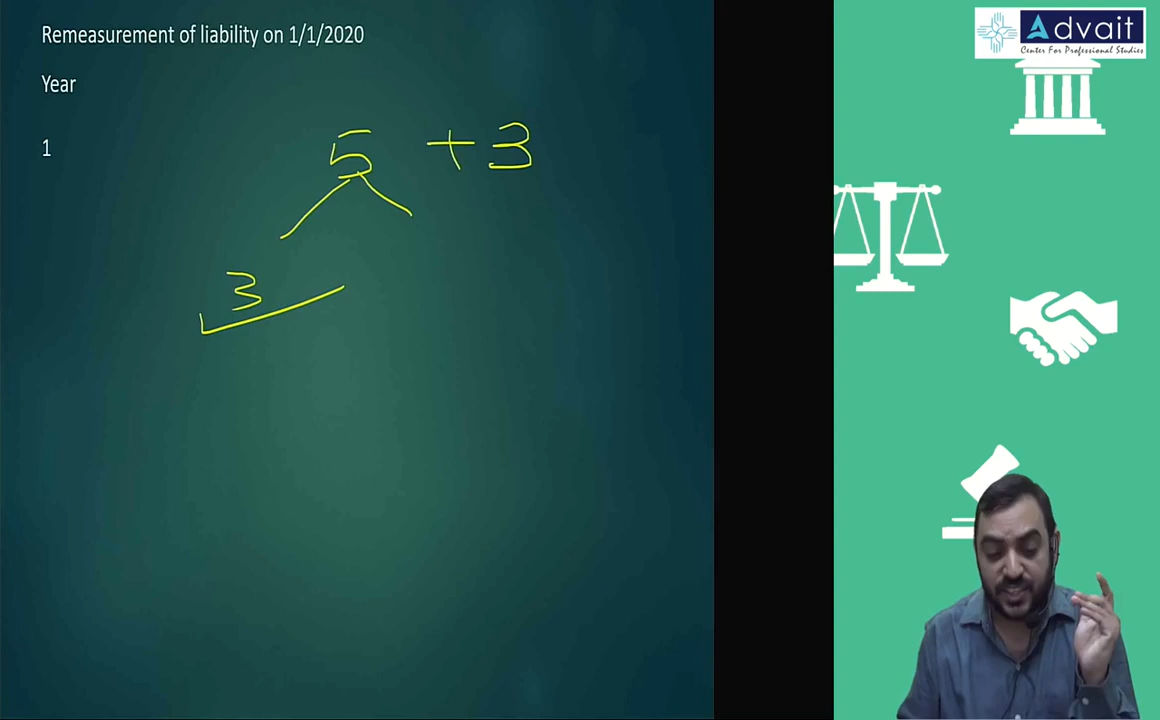 Remeasurement of liability on 1/1/2020
Advait
Center For Professional Studies
Year
1
5 + 3
3